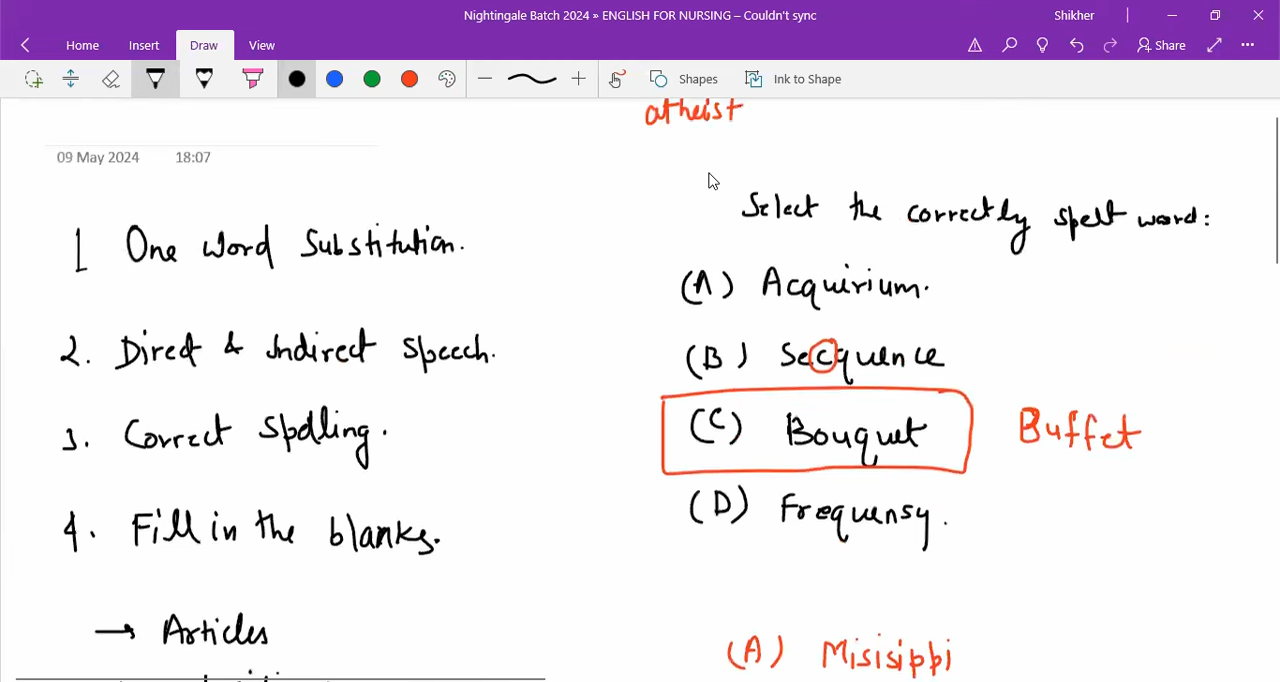 Nightingale Batch 2024 » ENGLISH FOR NURSING – Couldn't sync
Shikher
Home Insert Draw View
Share
Shapes
Ink to Shape
atheist
09 May 2024 18:07
Select the correctly spelt word:
1 One Word Substitution.
(A) Acquirium.
2. Direct & Indirect Speech.
(B) Secquence
3. Correct Spelling.
(C) Bouquet
Buffet
(D) Frequensy.
4. Fill in the blanks.
→ Articles
(A) Misisippi